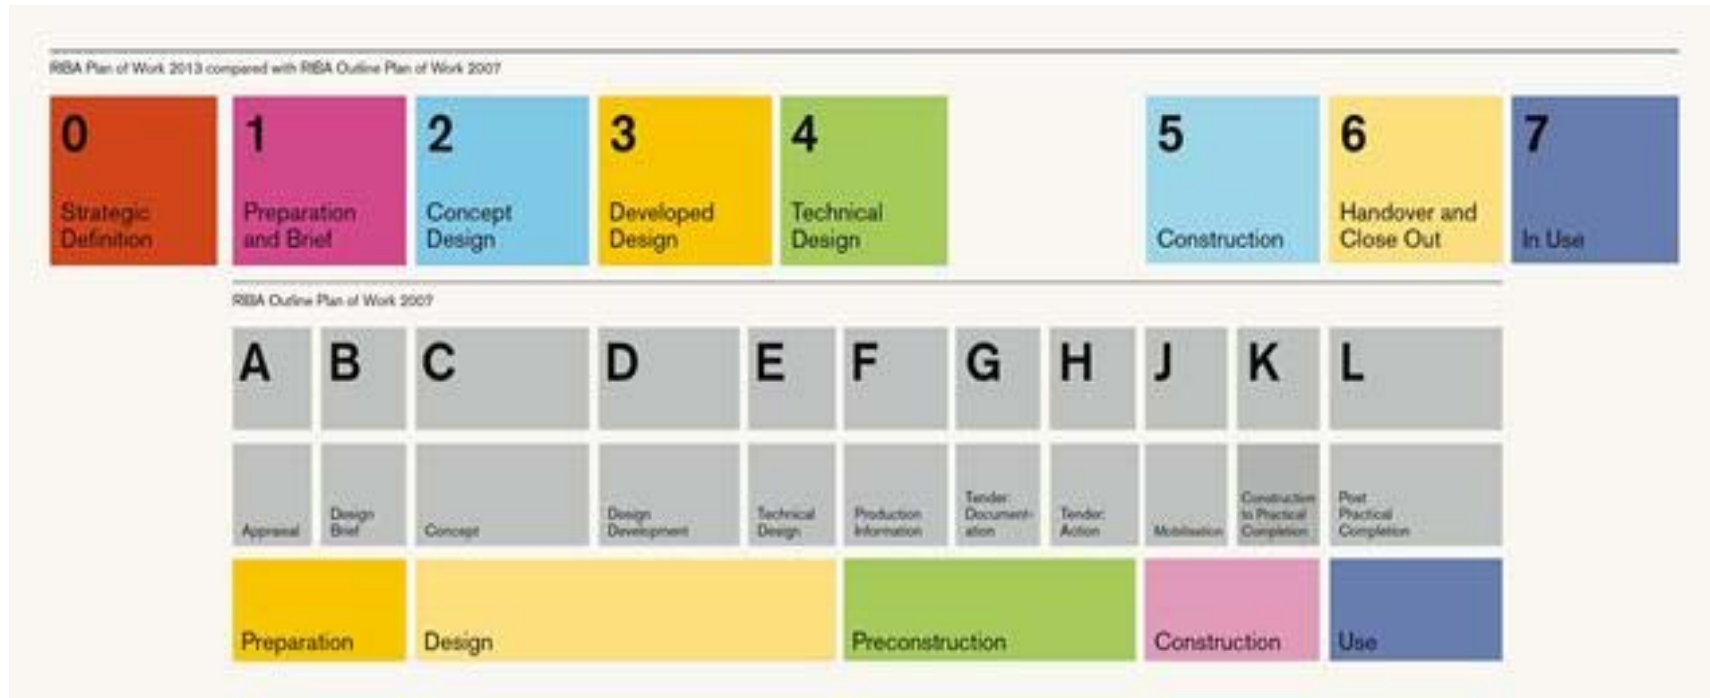 RIBA Plan of Work 2013 compared with RIBA Outline Plan of Work 2007
0
Strategic
Definition
1
Preparation
and Brief
2
Concept
Design
3
Developed
Design
4
Technical
Design
5
Construction
6
Handover and
Close Out
7
In Use
RIBA Outline Plan of Work 2007
A
B
C
D
E
F
G
H
J
K
L
Appraisal
Design
Brief
Concept
Design
Development
Technical
Design
Production
Information
Tender:
Document-
ation
Tender:
Action
Mobilisation
Construction
to Practical
Completion
Post
Practical
Completion
Preparation
Design
Preconstruction
Construction
Use